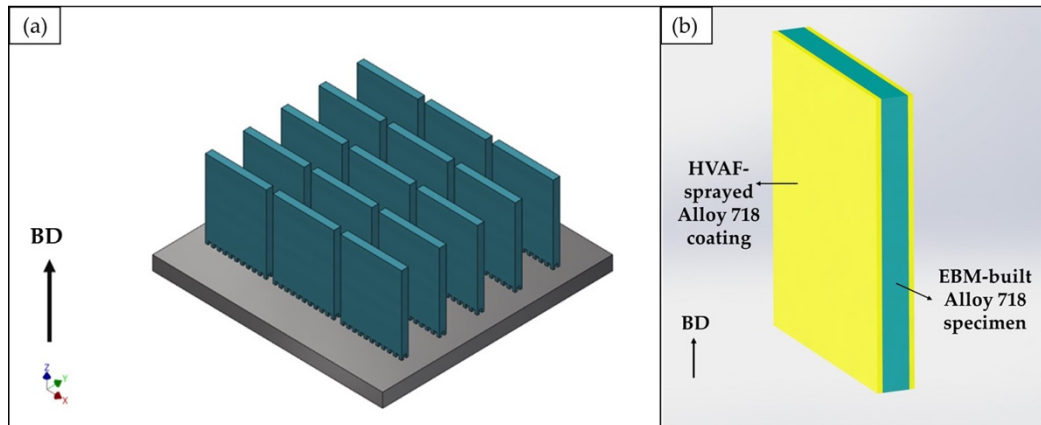 (a)
BD
Z
Y
X
(b)
HVAF-
sprayed
Alloy 718
coating
EBM-built
Alloy 718
specimen
BD